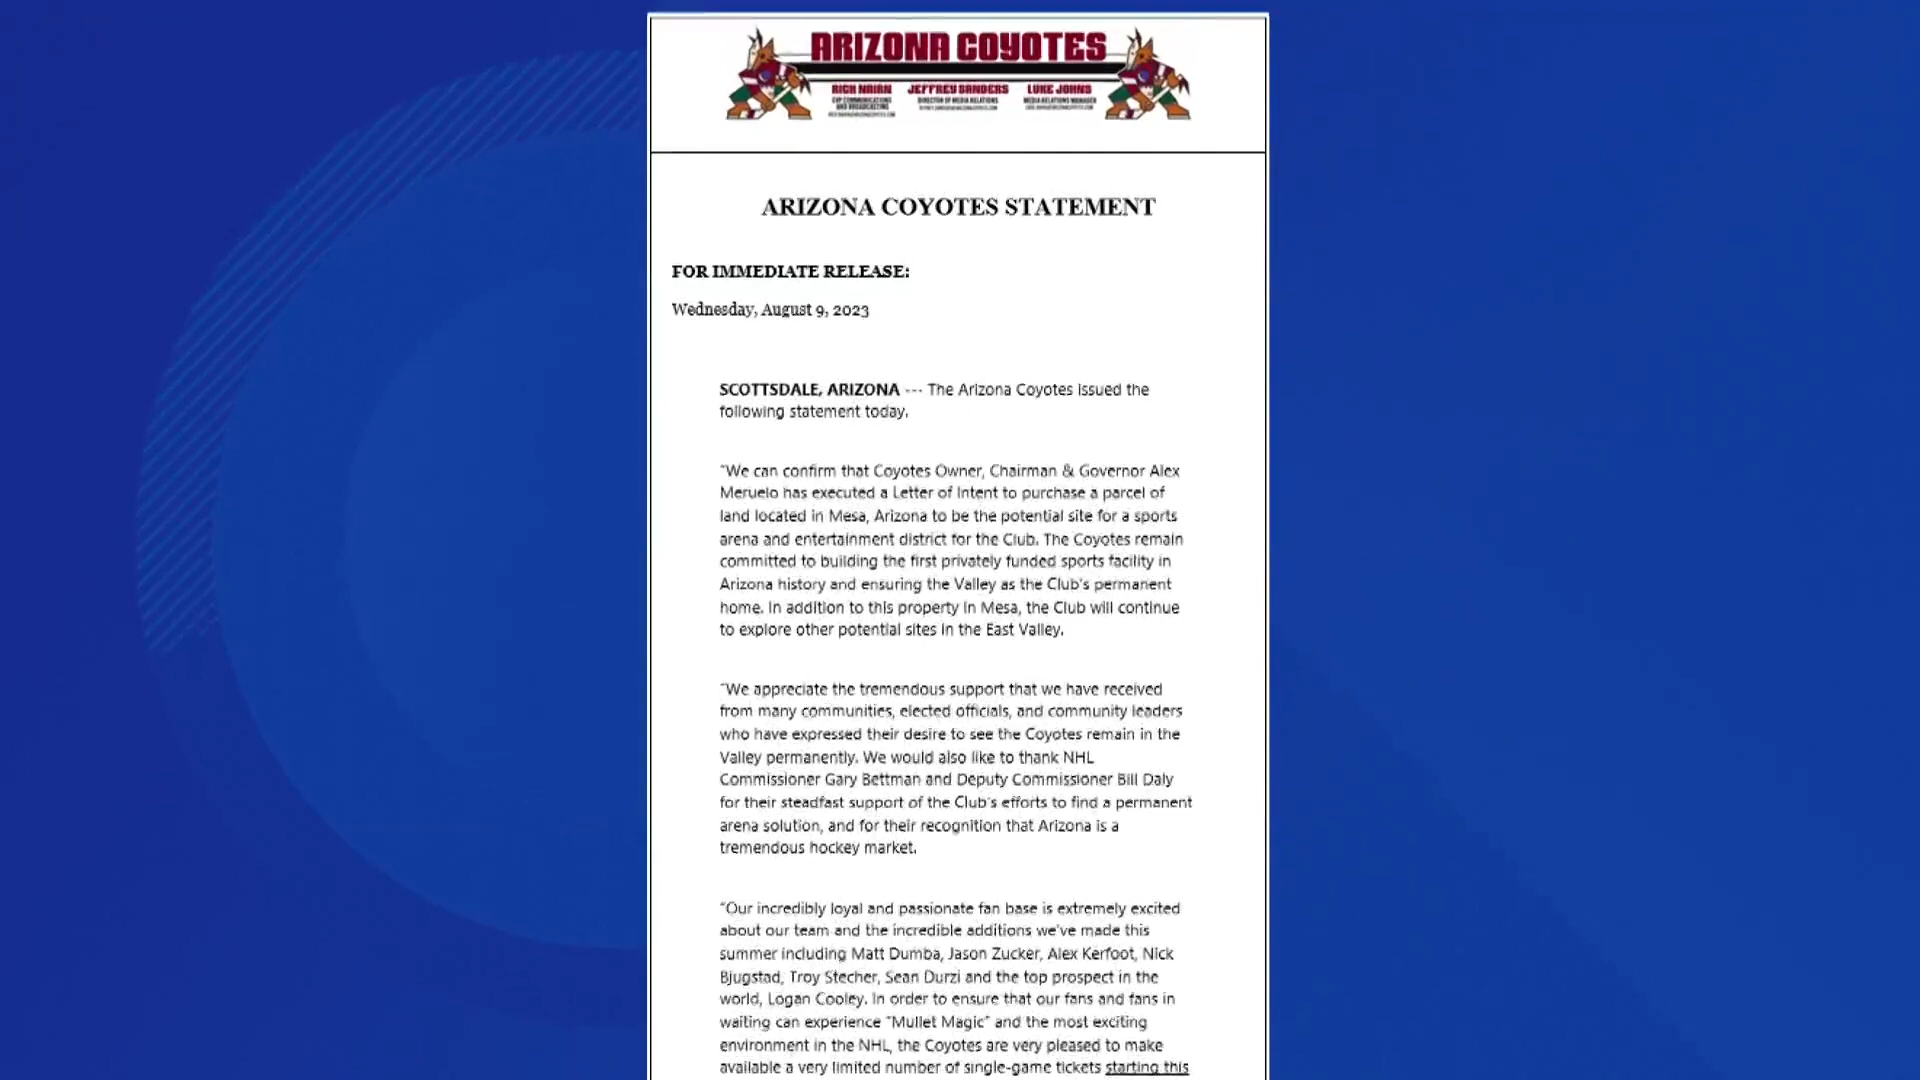 ARIZONA COYOTES
RICH NAIRN JEFFREY SANDERS LUKE JOHNS
EVP COMMUNICATIONS DIRECTOR OF MEDIA RELATIONS MEDIA RELATIONS MANAGER
AND BROADCASTING
ARIZONA COYOTES STATEMENT
FOR IMMEDIATE RELEASE:
Wednesday, August 9, 2023
SCOTTSDALE, ARIZONA --- The Arizona Coyotes issued the
following statement today.
"We can confirm that Coyotes Owner, Chairman & Governor Alex
Meruelo has executed a Letter of Intent to purchase a parcel of
land located in Mesa, Arizona to be the potential site for a sports
arena and entertainment district for the Club. The Coyotes remain
committed to building the first privately funded sports facility in
Arizona history and ensuring the Valley as the Club's permanent
home. In addition to this property in Mesa, the Club will continue
to explore other potential sites in the East Valley.
"We appreciate the tremendous support that we have received
from many communities, elected officials, and community leaders
who have expressed their desire to see the Coyotes remain in the
Valley permanently. We would also like to thank NHL
Commissioner Gary Bettman and Deputy Commissioner Bill Daly
for their steadfast support of the Club's efforts to find a permanent
arena solution, and for their recognition that Arizona is a
tremendous hockey market.
"Our incredibly loyal and passionate fan base is extremely excited
about our team and the incredible additions we've made this
summer including Matt Dumba, Jason Zucker, Alex Kerfoot, Nick
Bjugstad, Troy Stecher, Sean Durzi and the top prospect in the
world, Logan Cooley. In order to ensure that our fans and fans in
waiting can experience "Mullet Magic" and the most exciting
environment in the NHL, the Coyotes are very pleased to make
available a very limited number of single-game tickets starting this